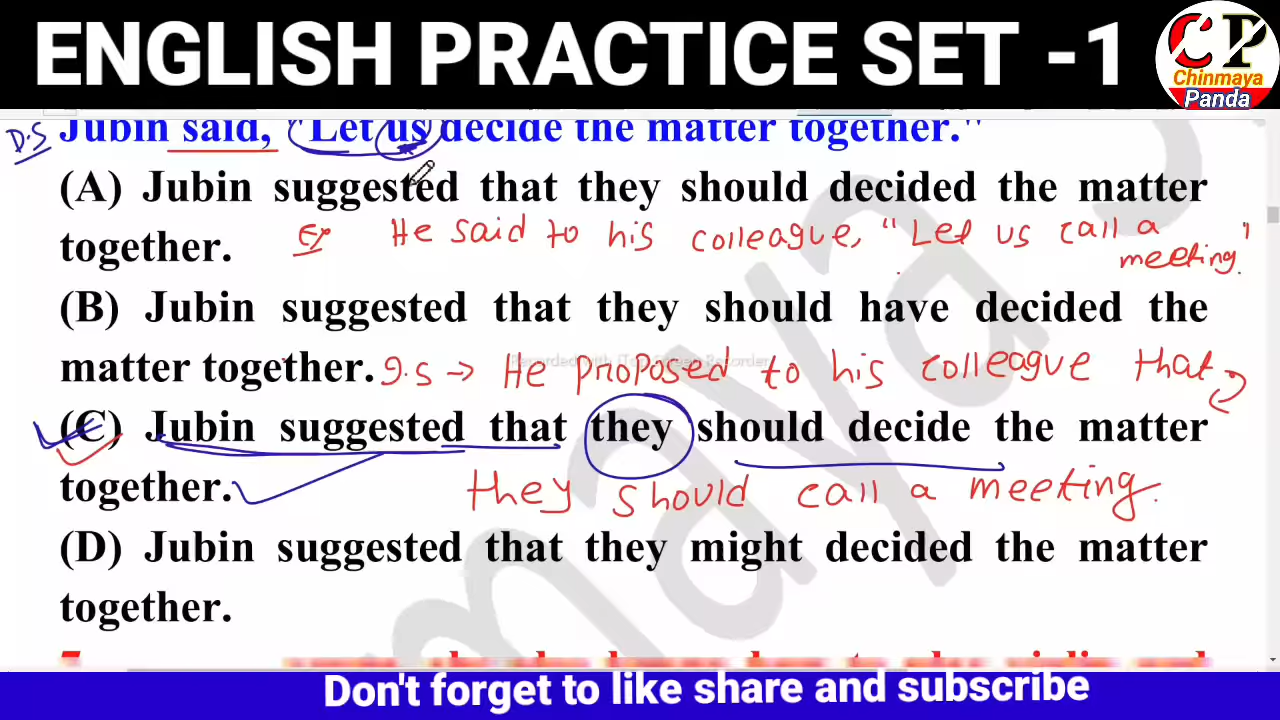 ENGLISH PRACTICE SET -1
CP
Chinmaya
Panda
D.S Jubin said, "Let us decide the matter together."
(A) Jubin suggested that they should decided the matter
together. Ex He said to his colleague, "Let us call a
meeting."
(B) Jubin suggested that they should have decided the
matter together. I.S → He proposed to his colleague that
(C) Jubin suggested that they should decide the matter
together. they should call a meeting.
(D) Jubin suggested that they might decided the matter
together.
Don't forget to like share and subscribe